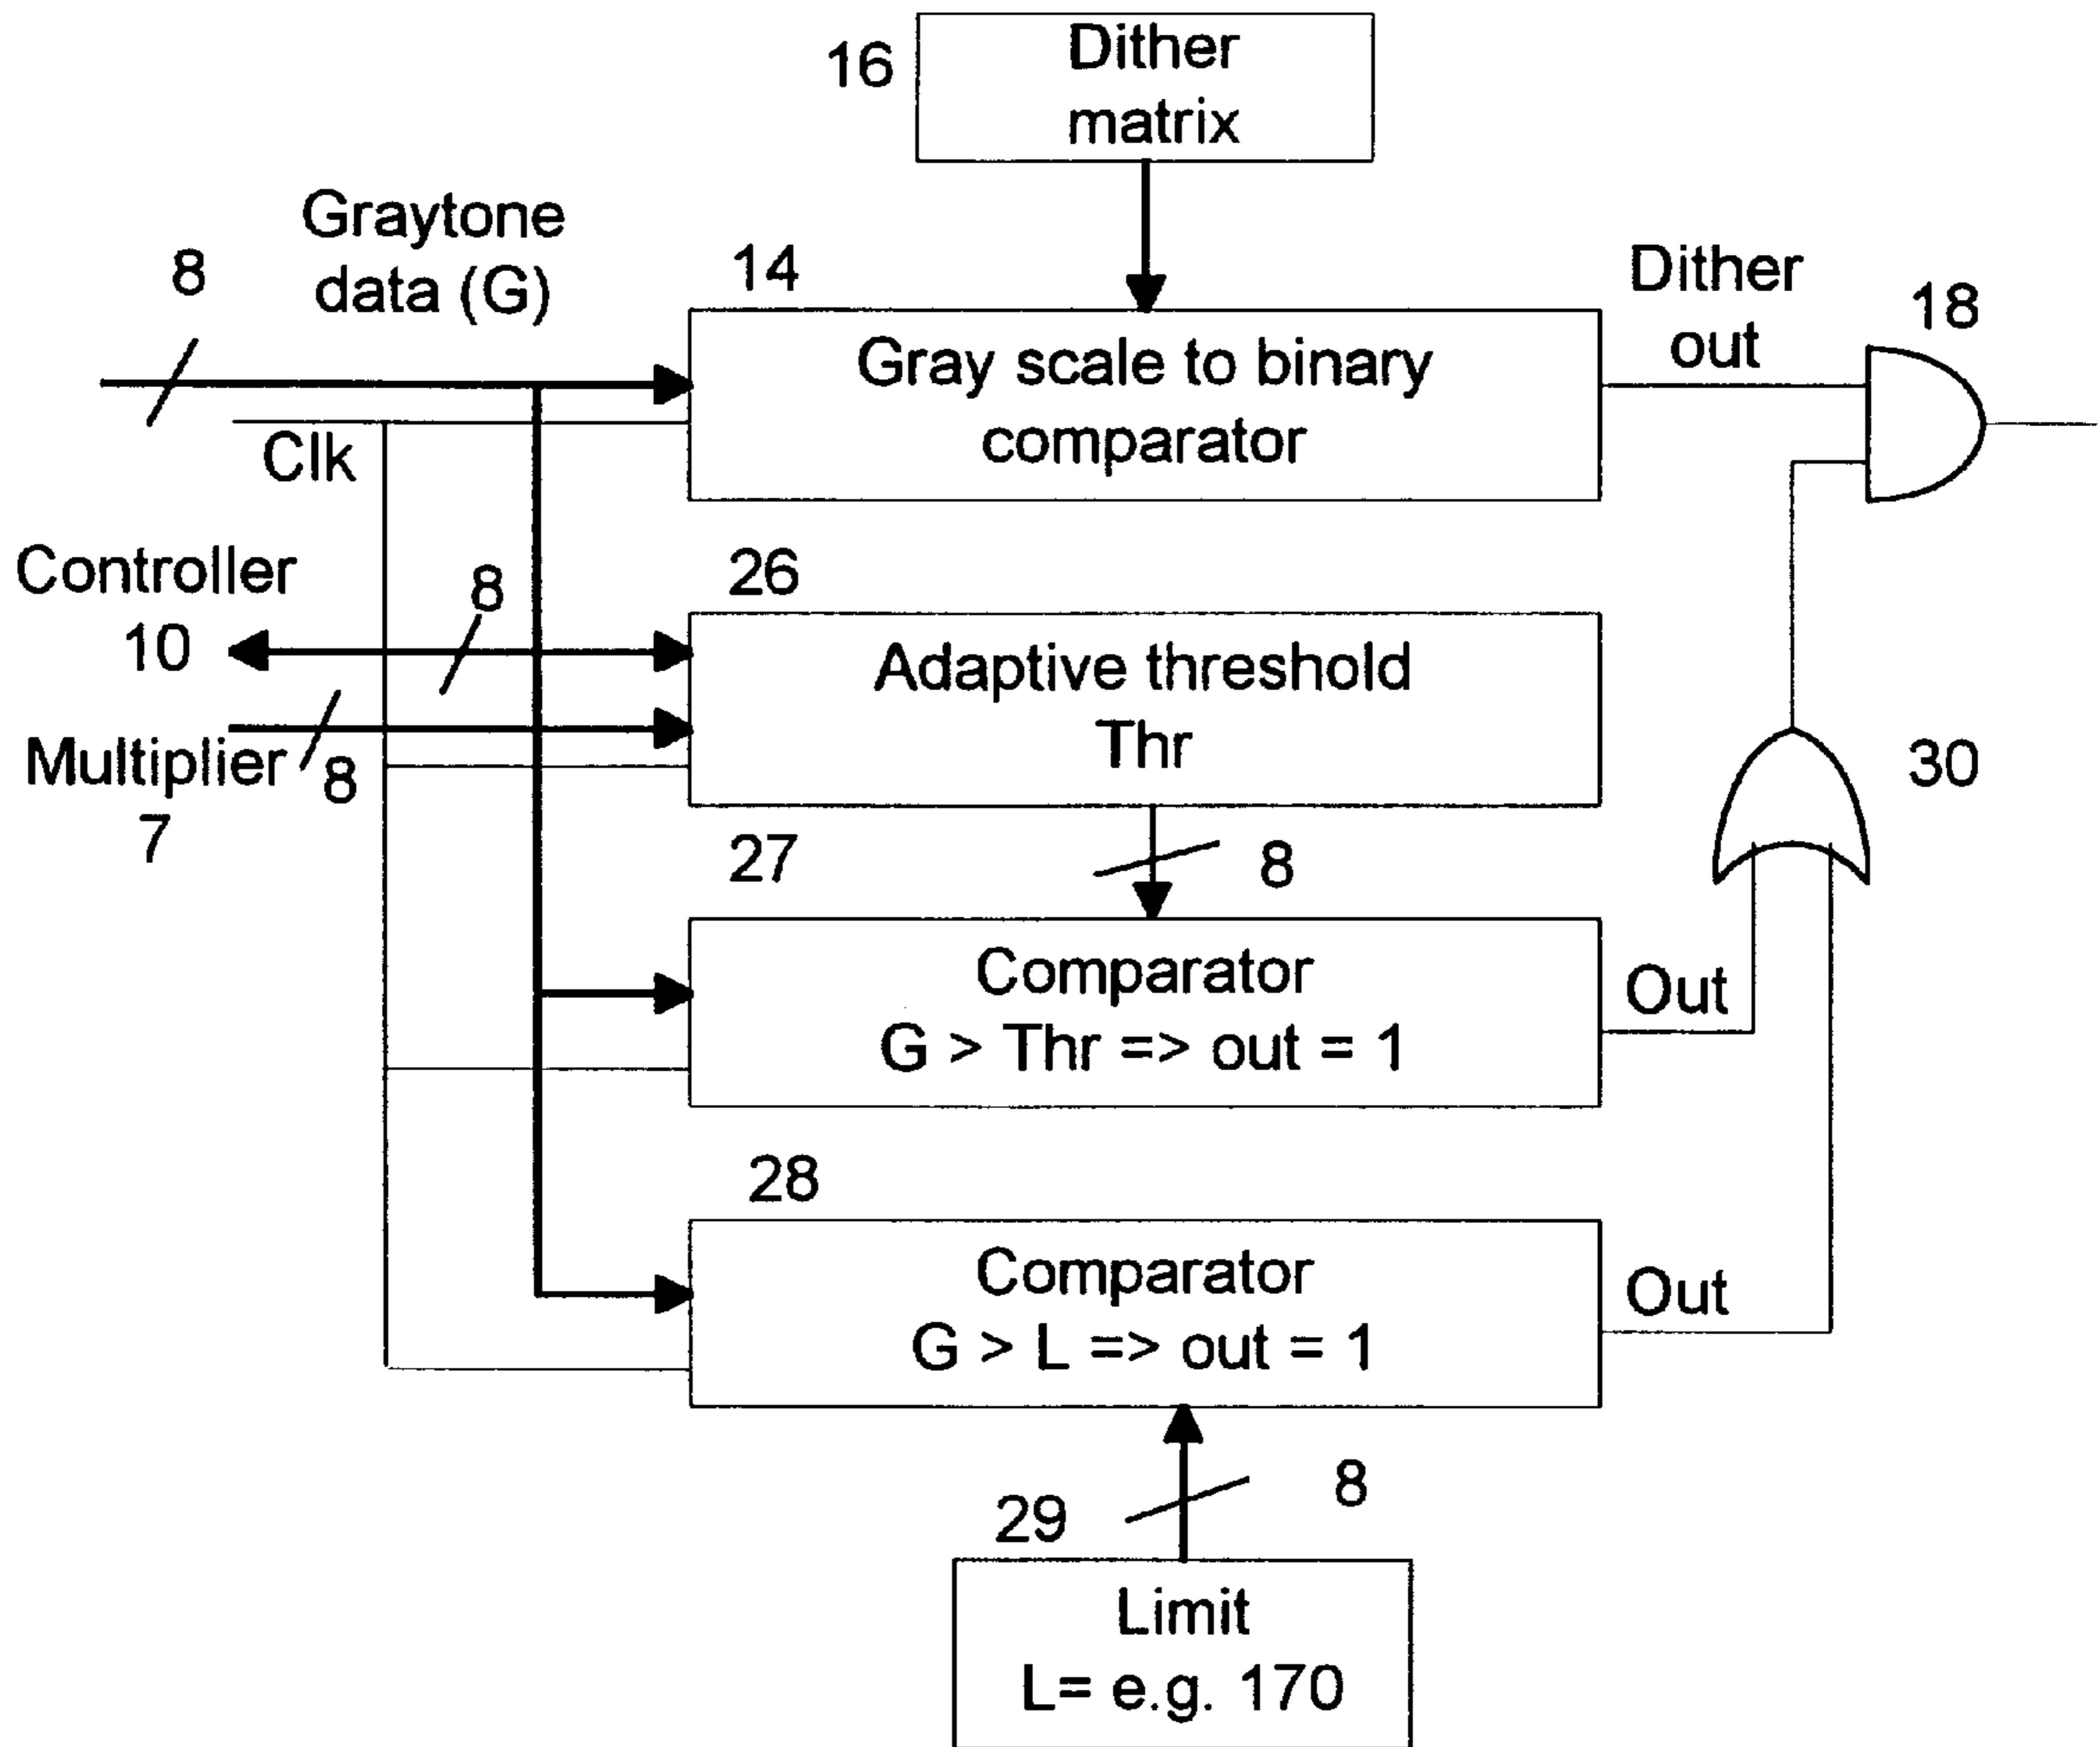 16
Dither
matrix
Graytone
data (G)
8
14
Dither
out
18
Gray scale to binary
comparator
Clk
Controller
10
8
26
Adaptive threshold
Thr
Multiplier
7
8
30
27
8
Comparator
G > Thr => out = 1
Out
28
Comparator
G > L => out = 1
Out
29
8
Limit
L= e.g. 170